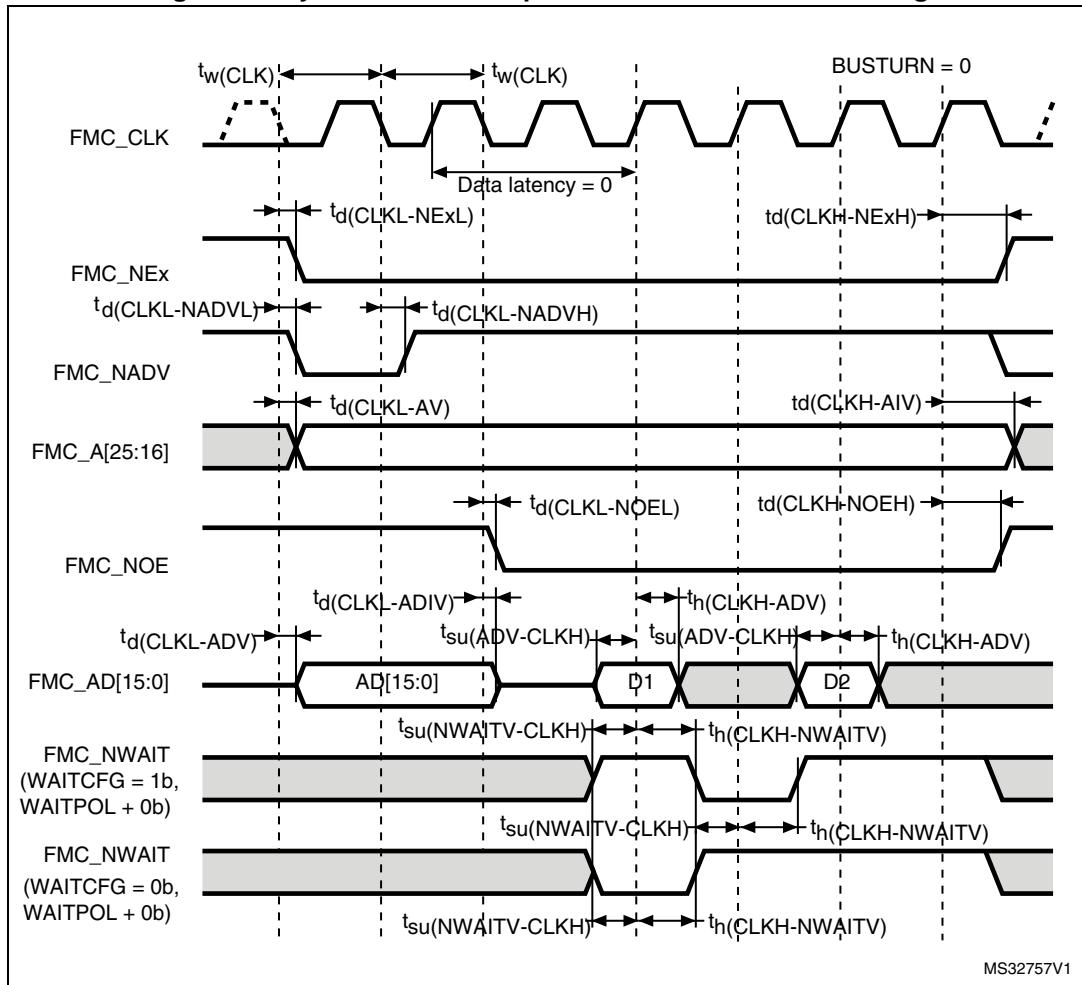 tw(CLK) tw(CLK) BUSTURN = 0
FMC_CLK
Data latency = 0
td(CLKL-NExL) td(CLKH-NExH)
FMC_NEx
td(CLKL-NADVL) td(CLKL-NADVH)
FMC_NADV
td(CLKL-AV) td(CLKH-AIV)
FMC_A[25:16]
td(CLKL-NOEL) td(CLKH-NOEH)
FMC_NOE
td(CLKL-ADIV) th(CLKH-ADV)
td(CLKL-ADV) tsu(ADV-CLKH) tsu(ADV-CLKH) th(CLKH-ADV)
FMC_AD[15:0] AD[15:0] D1 D2
tsu(NWAITV-CLKH) th(CLKH-NWAITV)
FMC_NWAIT
(WAITCFG = 1b,
WAITPOL + 0b)
tsu(NWAITV-CLKH) th(CLKH-NWAITV)
FMC_NWAIT
(WAITCFG = 0b,
WAITPOL + 0b)
tsu(NWAITV-CLKH) th(CLKH-NWAITV)
MS32757V1